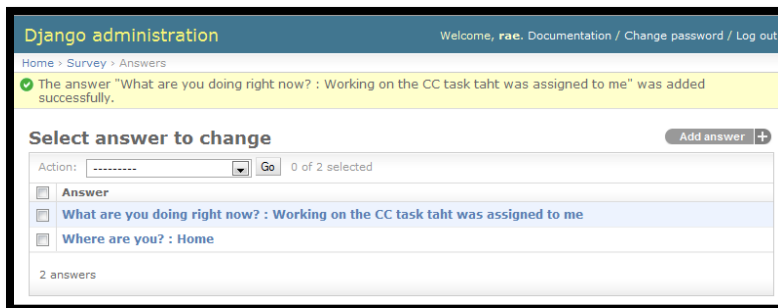 Django administration
Welcome, rae. Documentation / Change password / Log out
Home › Survey › Answers
The answer "What are you doing right now? : Working on the CC task taht was assigned to me" was added
successfully.
Select answer to change
Add answer +
Action: --------- Go 0 of 2 selected
Answer
What are you doing right now? : Working on the CC task taht was assigned to me
Where are you? : Home
2 answers